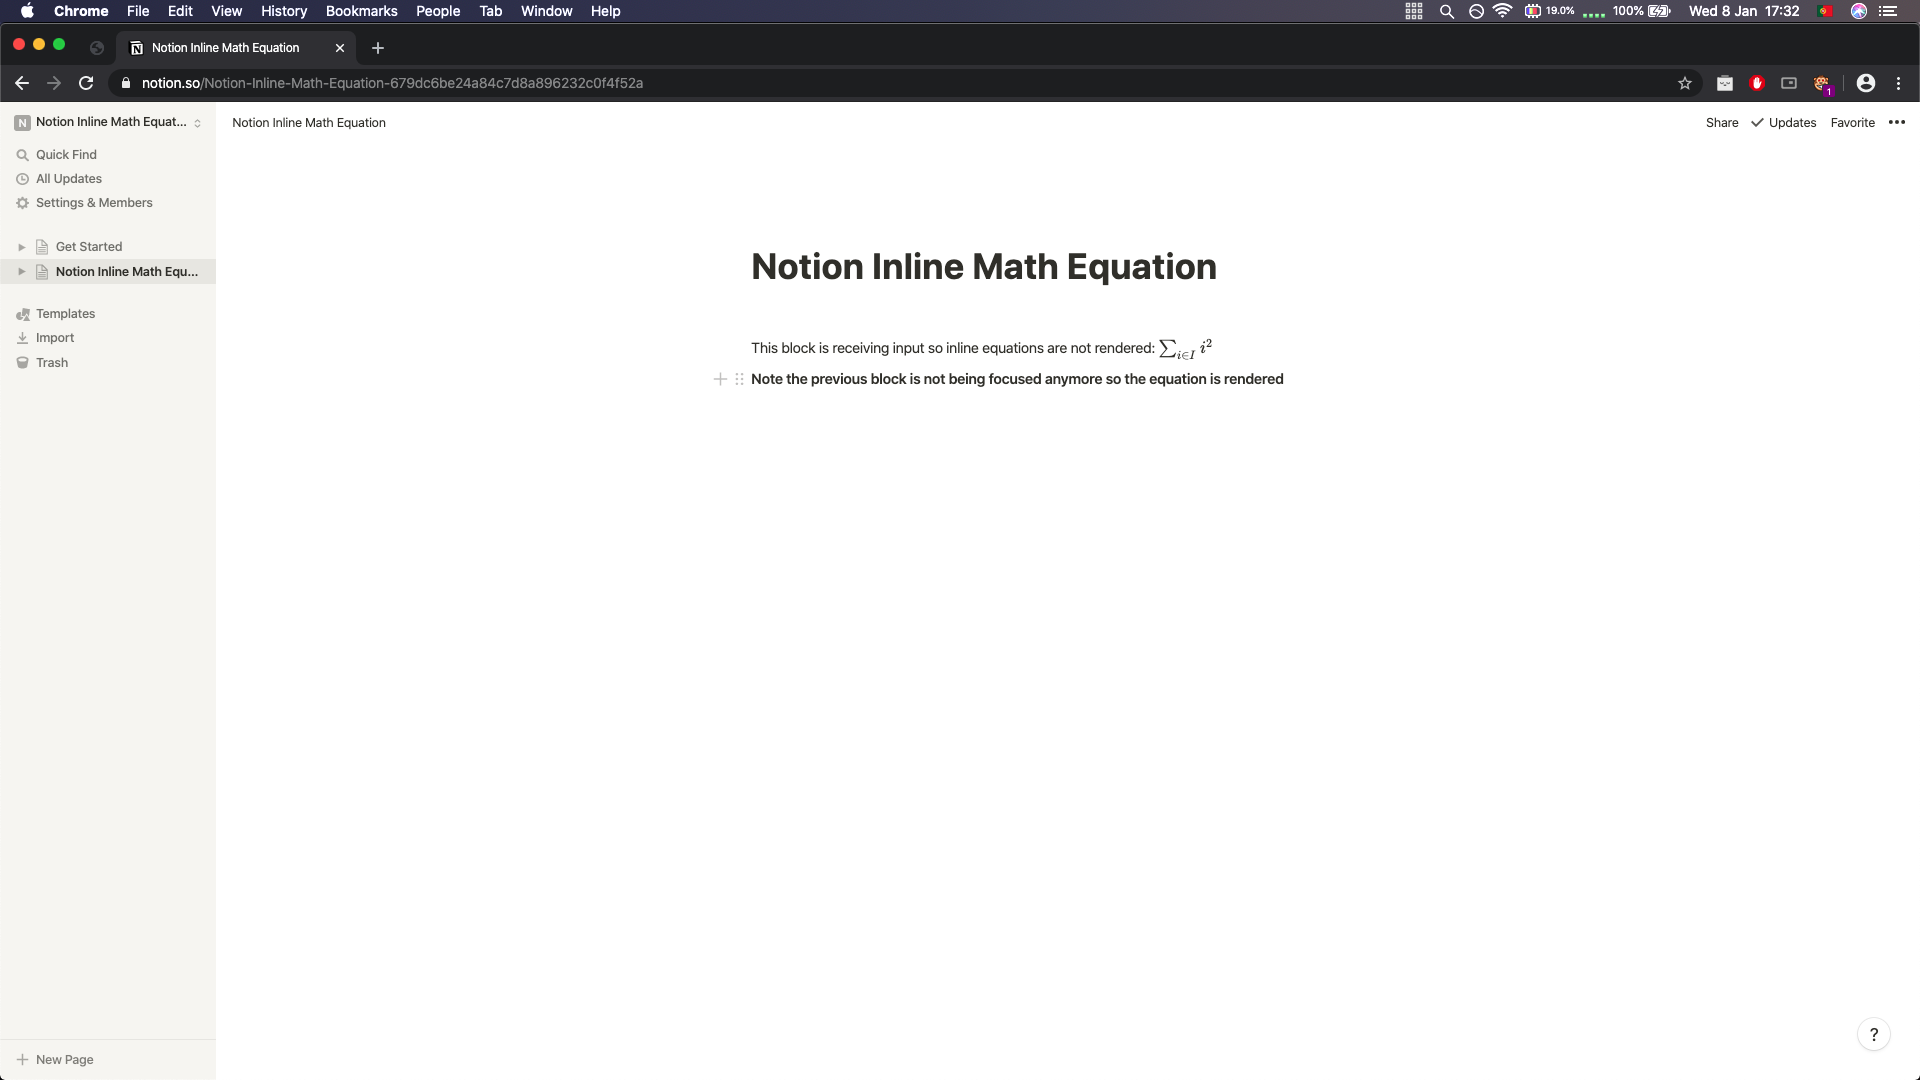 Chrome File Edit View History Bookmarks People Tab Window Help 19.0% 100% Wed 8 Jan 17:32
Notion Inline Math Equation
notion.so/Notion-Inline-Math-Equation-679dc6be24a84c7d8a896232c0f4f52a 1
N Notion Inline Math Equat...
Notion Inline Math Equation
Share Updates Favorite
Quick Find
All Updates
Settings & Members
Get Started
Notion Inline Math Equ...
Templates
Import
Trash
Notion Inline Math Equation
This block is receiving input so inline equations are not rendered: ∑i∈I i²
Note the previous block is not being focused anymore so the equation is rendered
New Page
?